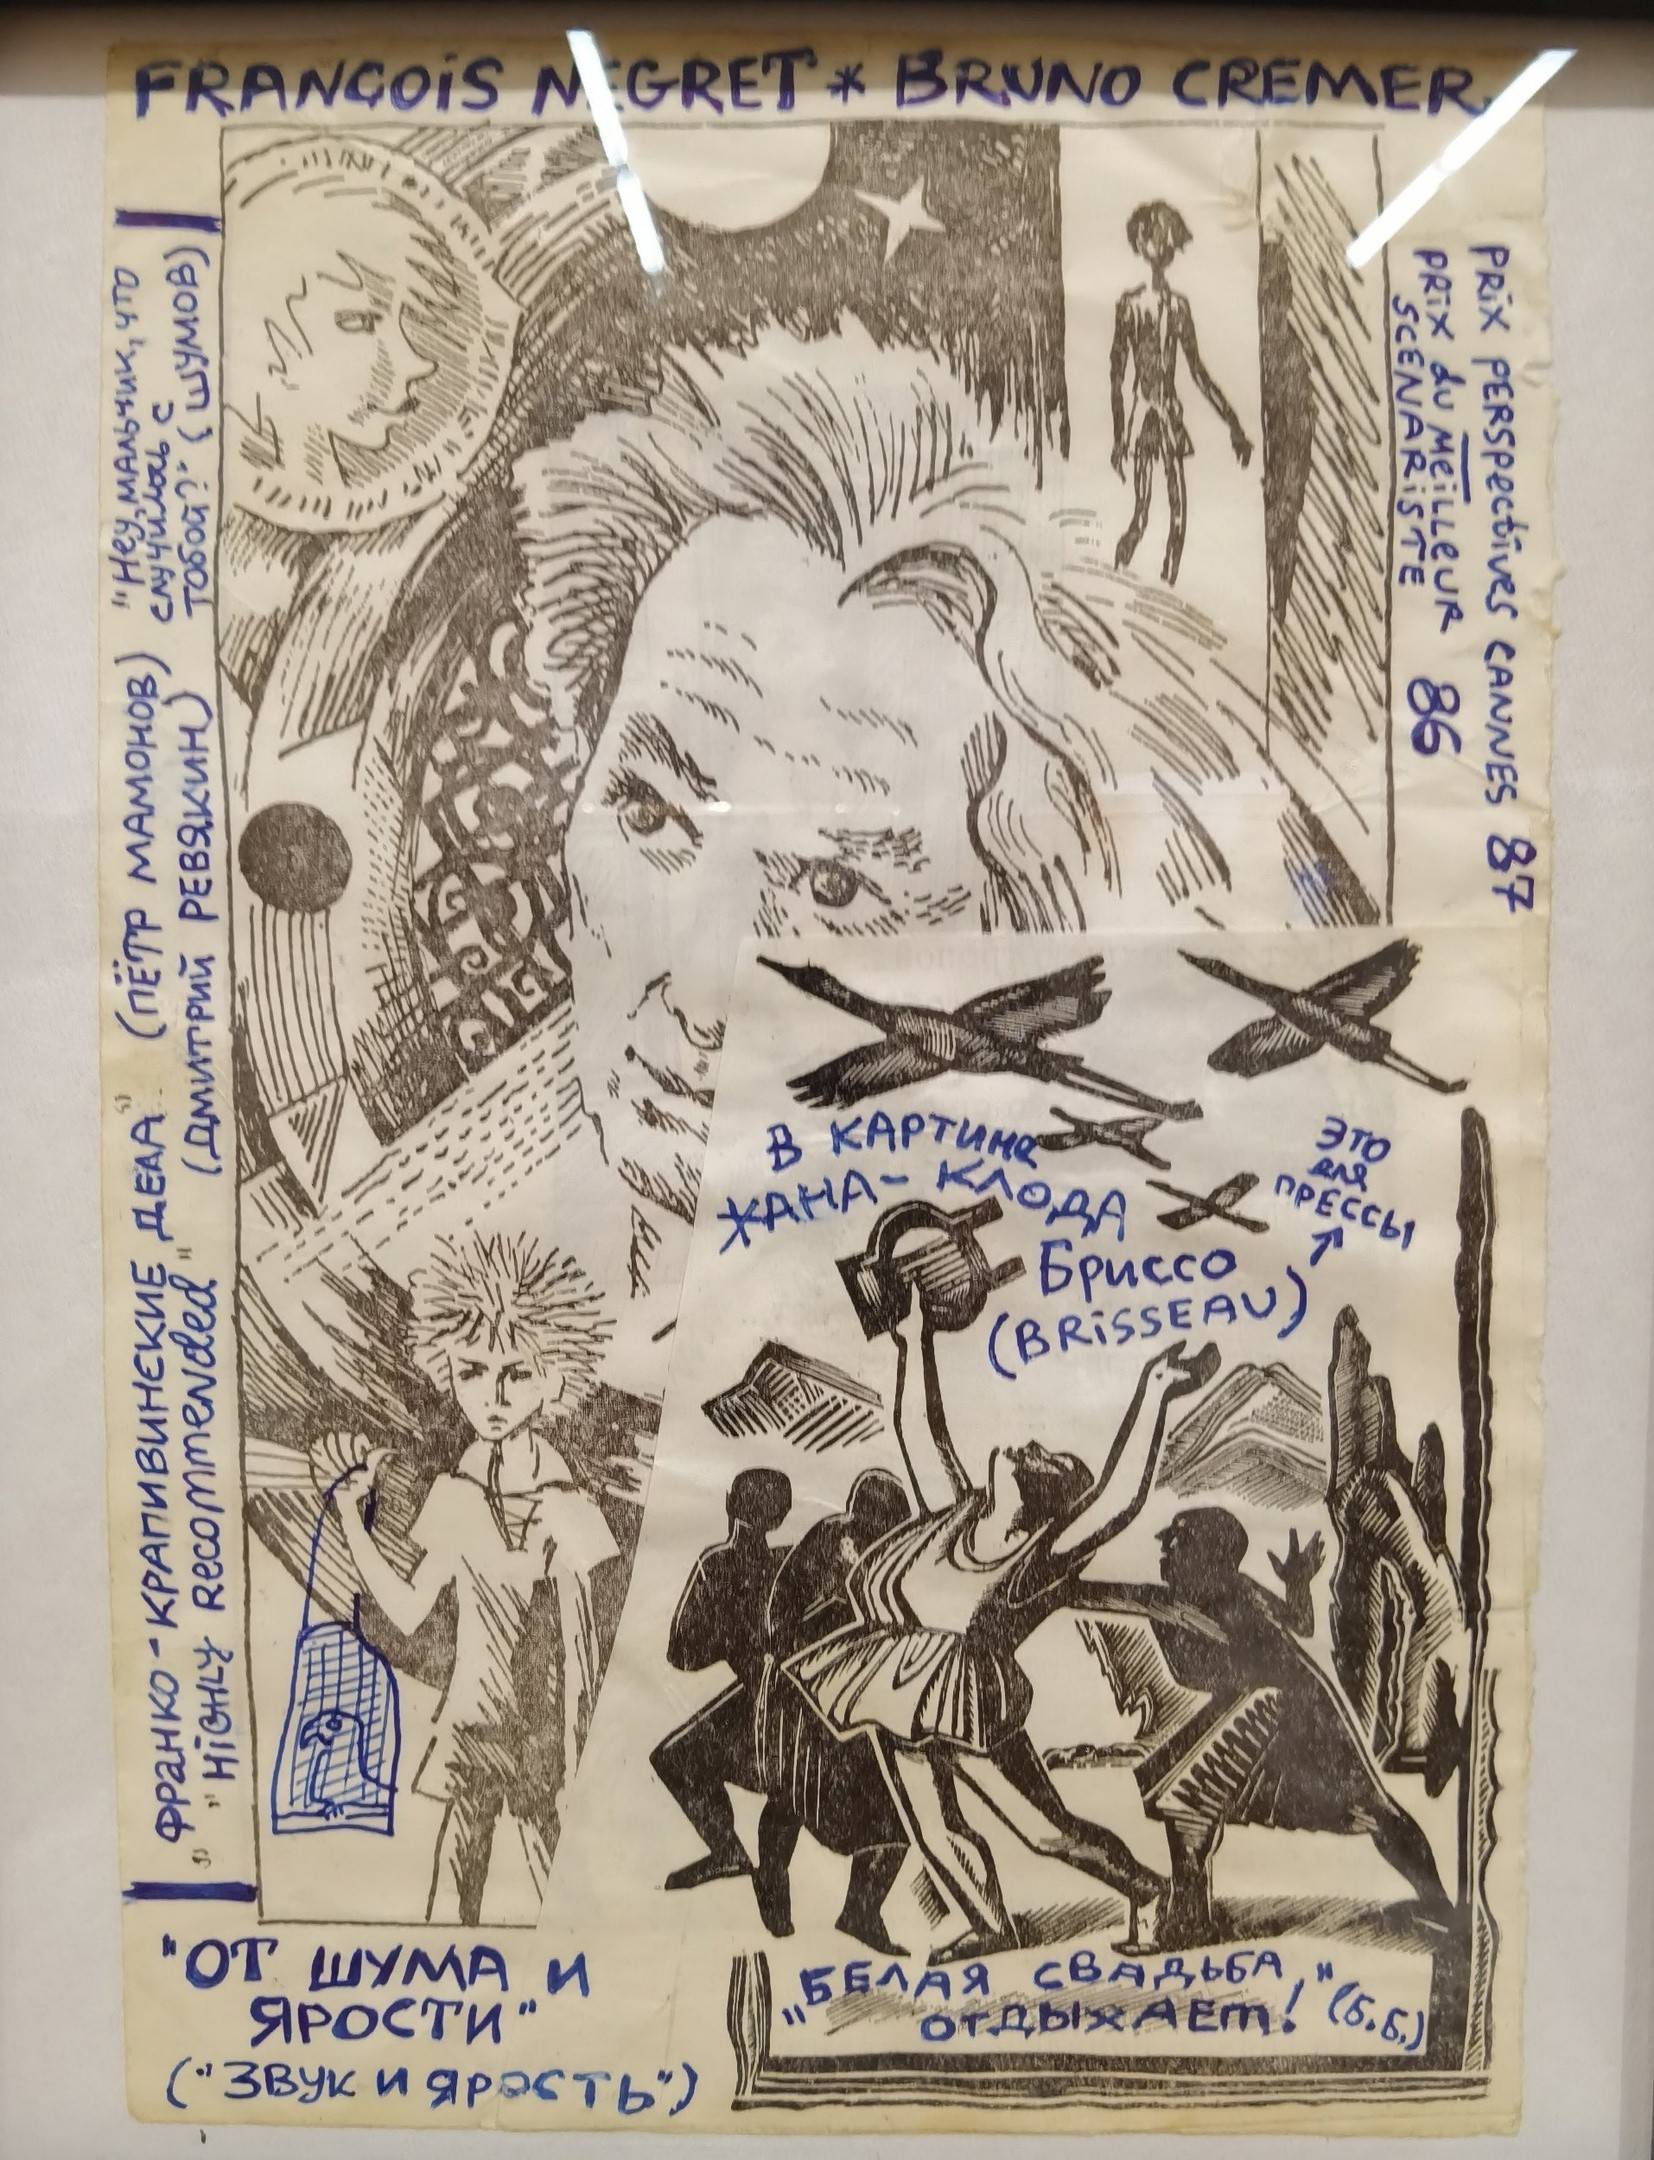 FRANÇOIS NEGRET * BRUNO CREMER
PRIX PERSPECTIVES CANNES 87
PRIX du MEILLEUR 86
SCENARISTE
"Неу, мальчик, что
случилось с
тобой?" (ШУМОВ)
"ФРАНКО-КРАПИВИНСКИЕ ДЕЛА" (ПЁТР МАМОНОВ)
"HIGHLY RECOMMENDED" (ДМИТРИЙ РЕВЯКИН)
В КАРТИНЕ
ЖАНА-КЛОДА
Бриссо
(BRISSEAU)
ЭТО
ДЛЯ
ПРЕССЫ
"ОТ ШУМА И
ЯРОСТИ"
("ЗВУК И ЯРОСТЬ")
"БЕЛАЯ СВАДЬБА"
ОТДЫХАЕТ! (Б.Б.)